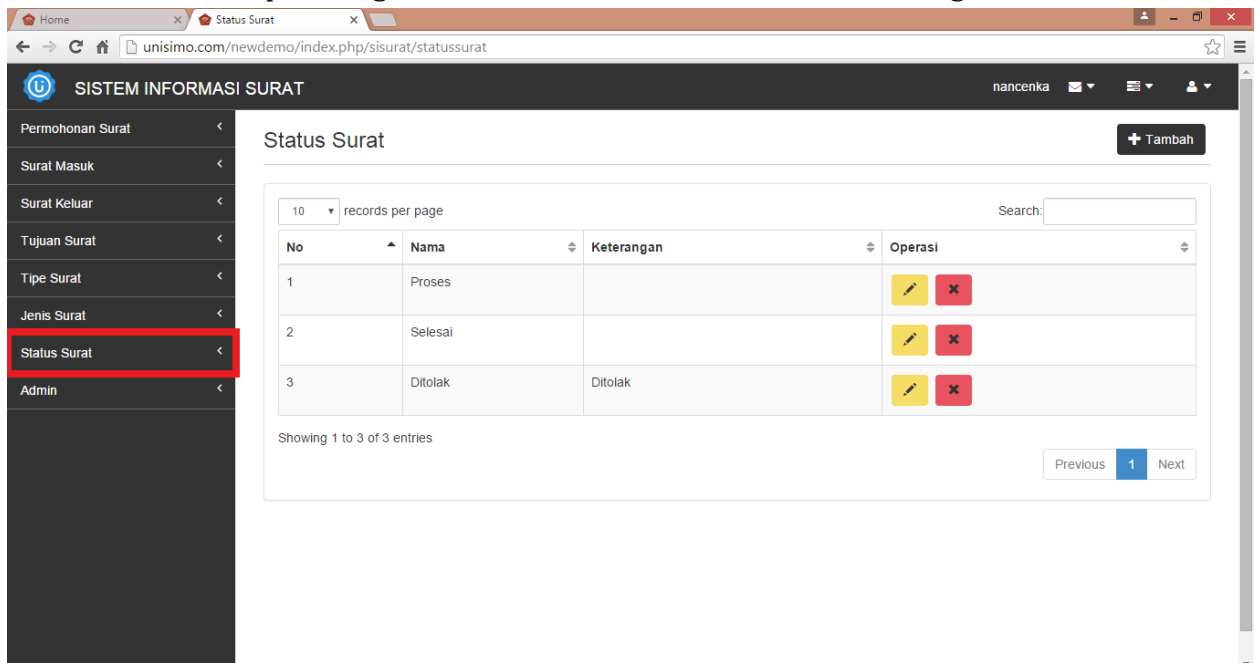 Home
Status Surat
unisimo.com/newdemo/index.php/sisurat/statussurat
SISTEM INFORMASI SURAT
nancenka
Permohonan Surat
Surat Masuk
Surat Keluar
Tujuan Surat
Tipe Surat
Jenis Surat
Status Surat
Admin
Status Surat
Tambah
10 records per page
Search:
No Nama Keterangan Operasi
1 Proses
2 Selesai
3 Ditolak Ditolak
Showing 1 to 3 of 3 entries
Previous 1 Next